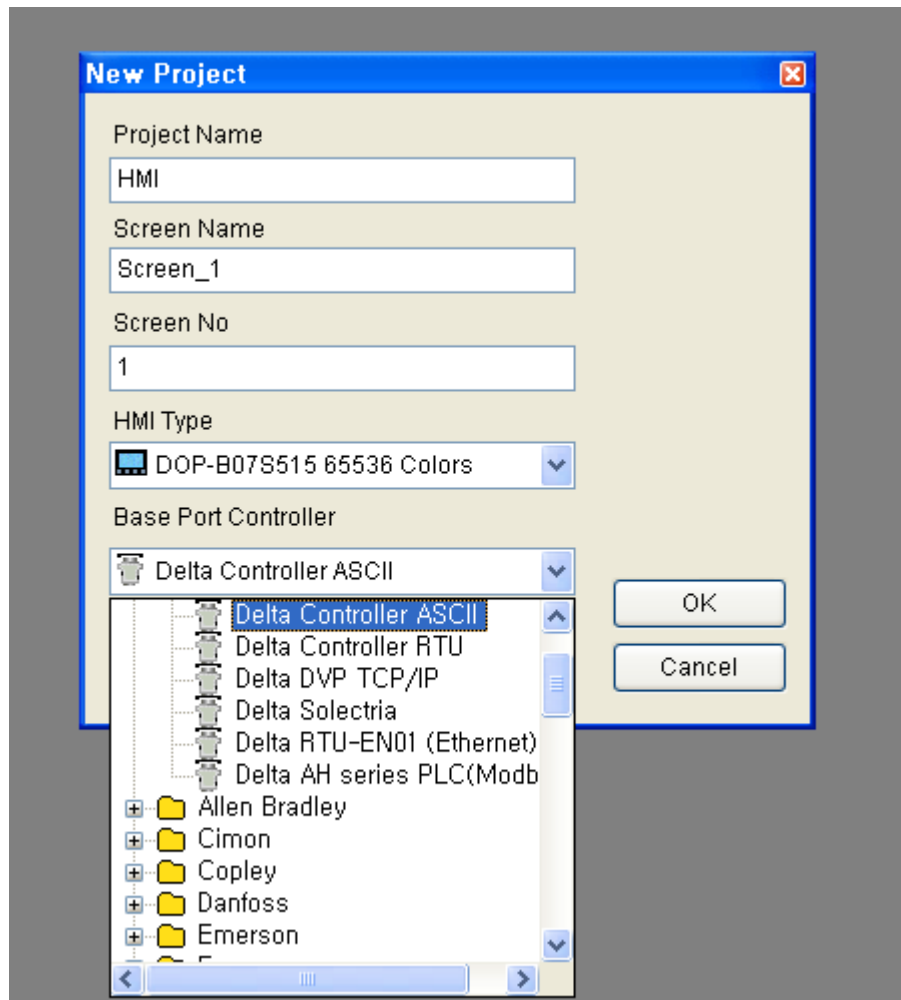 New Project
Project Name
HMI
Screen Name
Screen_1
Screen No
1
HMI Type
DOP-B07S515 65536 Colors
Base Port Controller
Delta Controller ASCII
Delta Controller ASCII
Delta Controller RTU
Delta DVP TCP/IP
Delta Solectria
Delta RTU-EN01 (Ethernet)
Delta AH series PLC(Modb
Allen Bradley
Cimon
Copley
Danfoss
Emerson
OK
Cancel